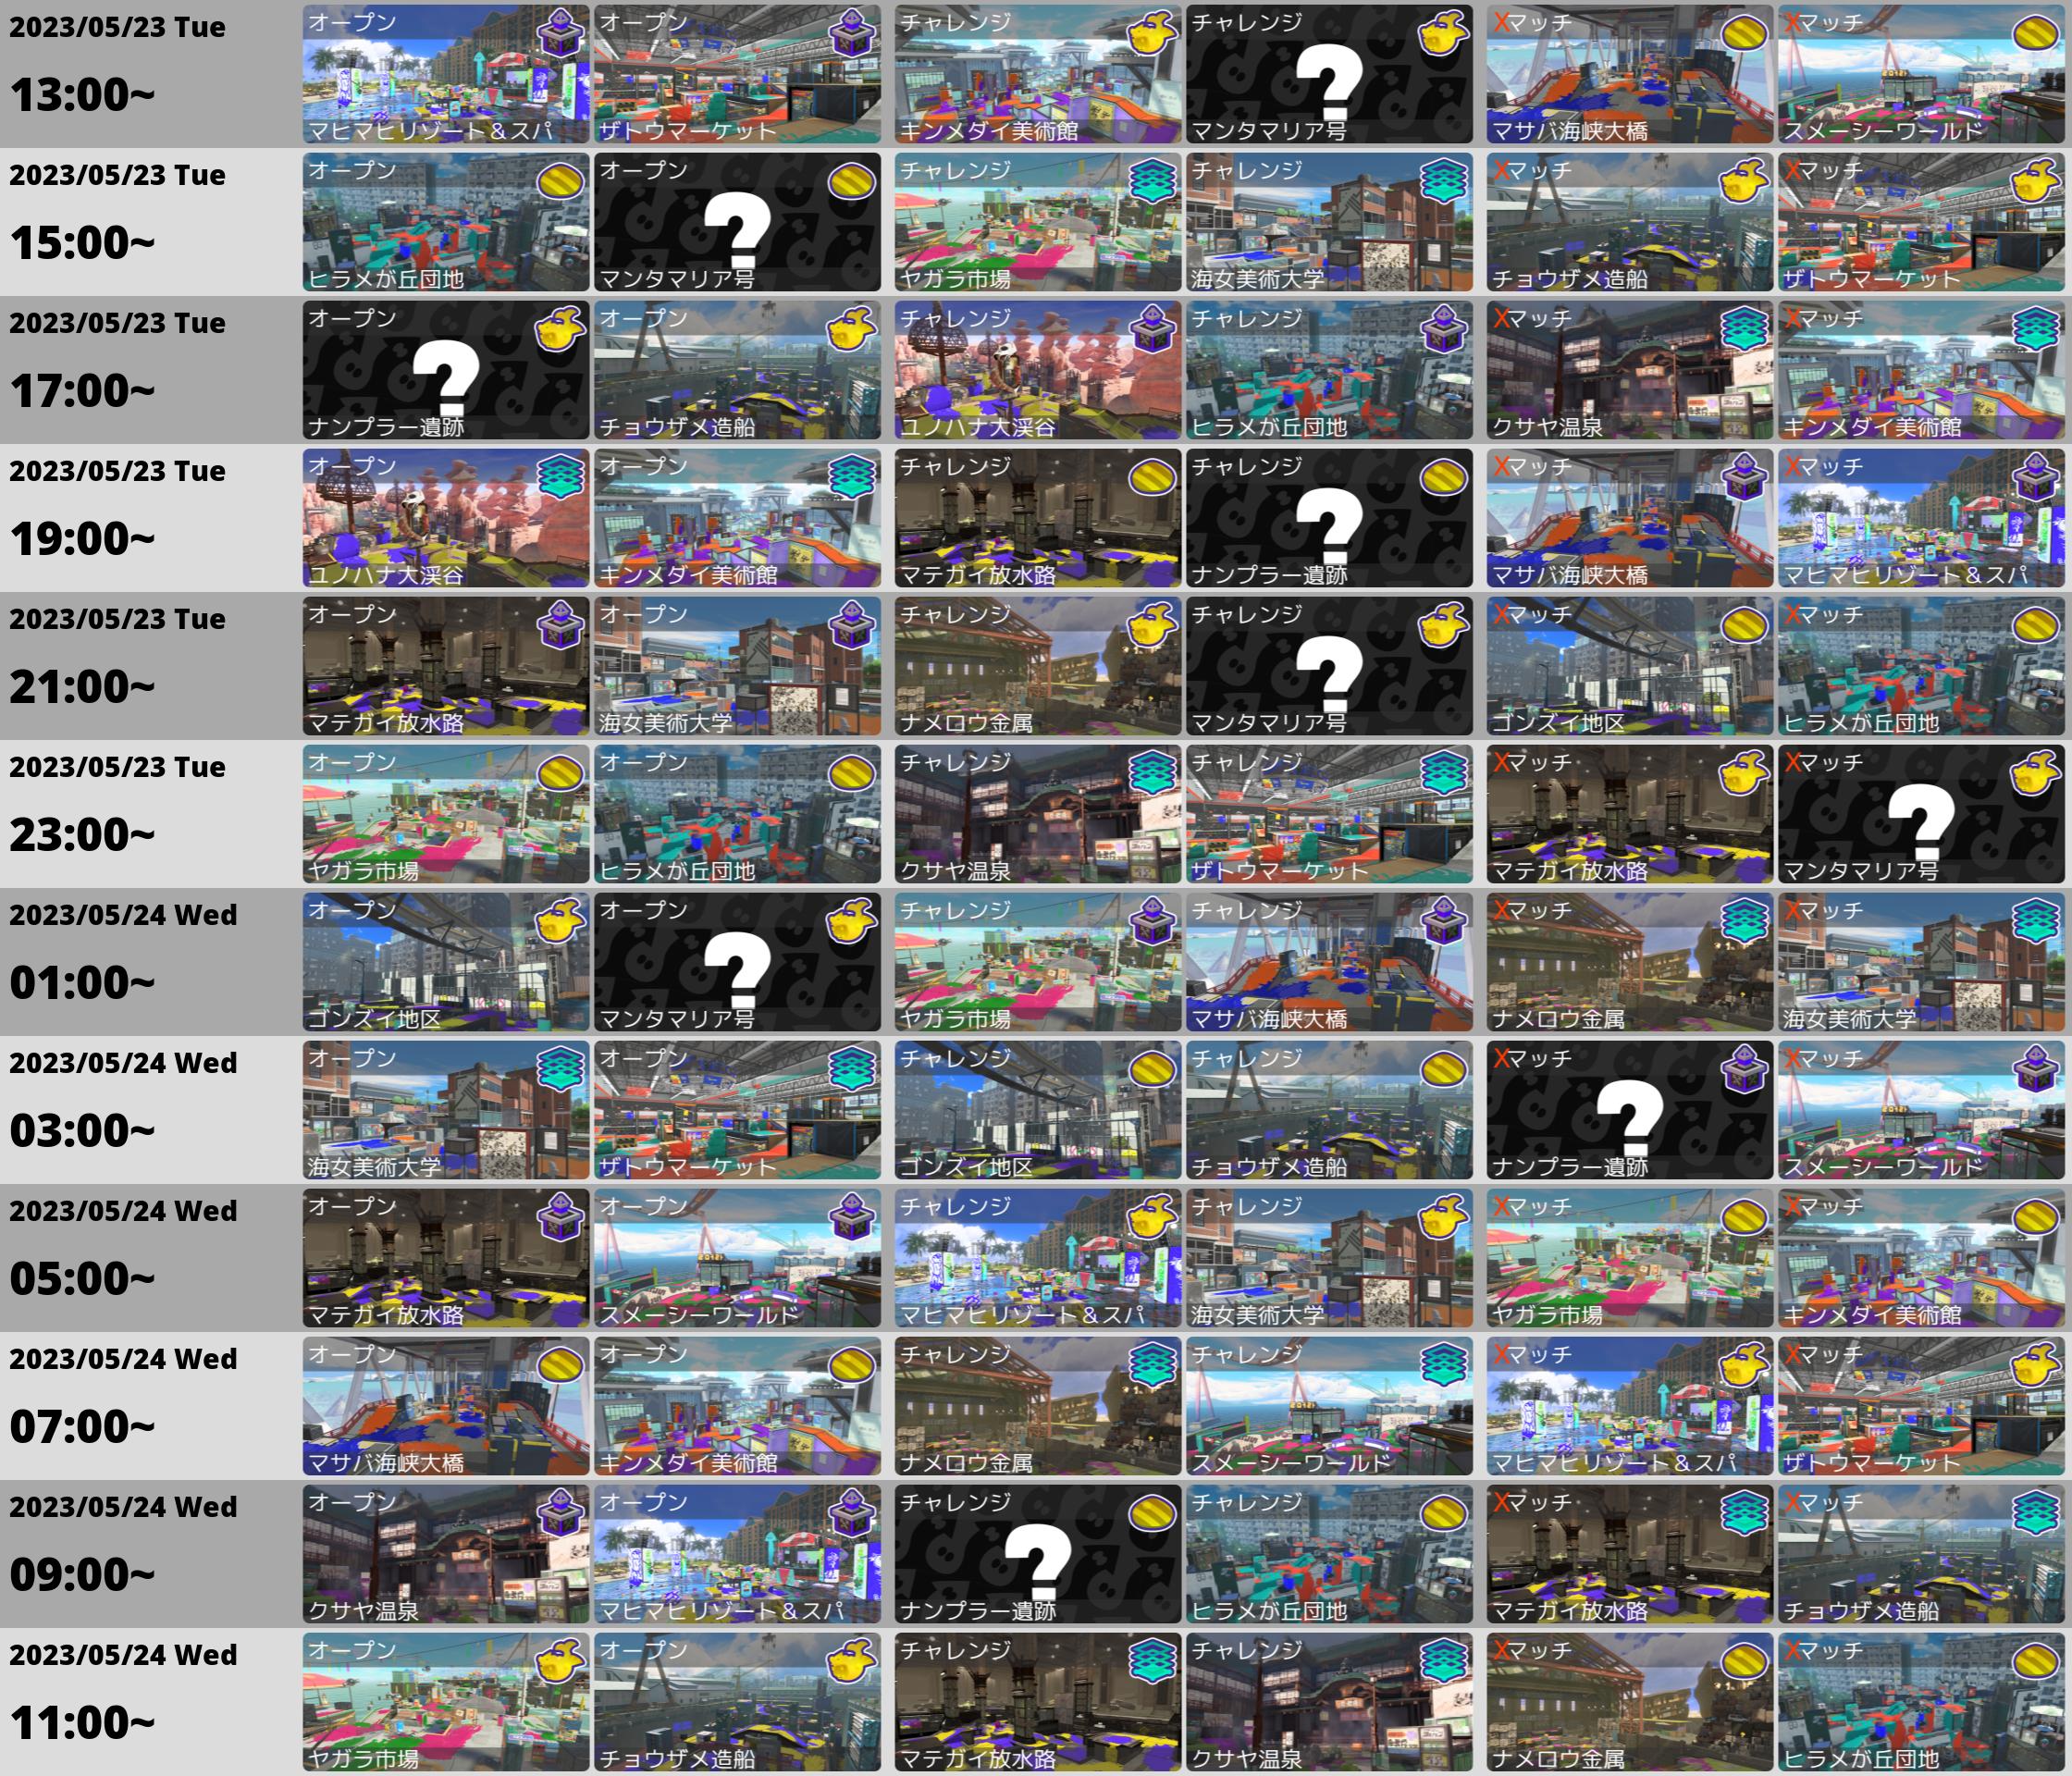 2023/05/23 Tue
13:00~
オープン
マヒマヒリゾート＆スパ
オープン
ザトウマーケット
チャレンジ
キンメダイ美術館
チャレンジ
マンタマリア号
Xマッチ
マサバ海峡大橋
Xマッチ
スメーシーワールド
2023/05/23 Tue
15:00~
オープン
ヒラメが丘団地
オープン
マンタマリア号
チャレンジ
ヤガラ市場
チャレンジ
海女美術大学
Xマッチ
チョウザメ造船
Xマッチ
ザトウマーケット
2023/05/23 Tue
17:00~
オープン
ナンプラー遺跡
オープン
チョウザメ造船
チャレンジ
ユノハナ大渓谷
チャレンジ
ヒラメが丘団地
Xマッチ
クサヤ温泉
Xマッチ
キンメダイ美術館
2023/05/23 Tue
19:00~
オープン
ユノハナ大渓谷
オープン
キンメダイ美術館
チャレンジ
マテガイ放水路
チャレンジ
ナンプラー遺跡
Xマッチ
マサバ海峡大橋
Xマッチ
マヒマヒリゾート＆スパ
2023/05/23 Tue
21:00~
オープン
マテガイ放水路
オープン
海女美術大学
チャレンジ
ナメロウ金属
チャレンジ
マンタマリア号
Xマッチ
ゴンズイ地区
Xマッチ
ヒラメが丘団地
2023/05/23 Tue
23:00~
オープン
ヤガラ市場
オープン
ヒラメが丘団地
チャレンジ
クサヤ温泉
チャレンジ
ザトウマーケット
Xマッチ
マテガイ放水路
Xマッチ
マンタマリア号
2023/05/24 Wed
01:00~
オープン
ゴンズイ地区
オープン
マンタマリア号
チャレンジ
ヤガラ市場
チャレンジ
マサバ海峡大橋
Xマッチ
ナメロウ金属
Xマッチ
海女美術大学
2023/05/24 Wed
03:00~
オープン
海女美術大学
オープン
ザトウマーケット
チャレンジ
ゴンズイ地区
チャレンジ
チョウザメ造船
Xマッチ
ナンプラー遺跡
Xマッチ
スメーシーワールド
2023/05/24 Wed
05:00~
オープン
マテガイ放水路
オープン
スメーシーワールド
チャレンジ
マヒマヒリゾート＆スパ
チャレンジ
海女美術大学
Xマッチ
ヤガラ市場
Xマッチ
キンメダイ美術館
2023/05/24 Wed
07:00~
オープン
マサバ海峡大橋
オープン
キンメダイ美術館
チャレンジ
ナメロウ金属
チャレンジ
スメーシーワールド
Xマッチ
マヒマヒリゾート＆スパ
Xマッチ
ザトウマーケット
2023/05/24 Wed
09:00~
オープン
クサヤ温泉
オープン
マヒマヒリゾート＆スパ
チャレンジ
ナンプラー遺跡
チャレンジ
ヒラメが丘団地
Xマッチ
マテガイ放水路
Xマッチ
チョウザメ造船
2023/05/24 Wed
11:00~
オープン
ヤガラ市場
オープン
チョウザメ造船
チャレンジ
マテガイ放水路
チャレンジ
クサヤ温泉
Xマッチ
ナメロウ金属
Xマッチ
ヒラメが丘団地